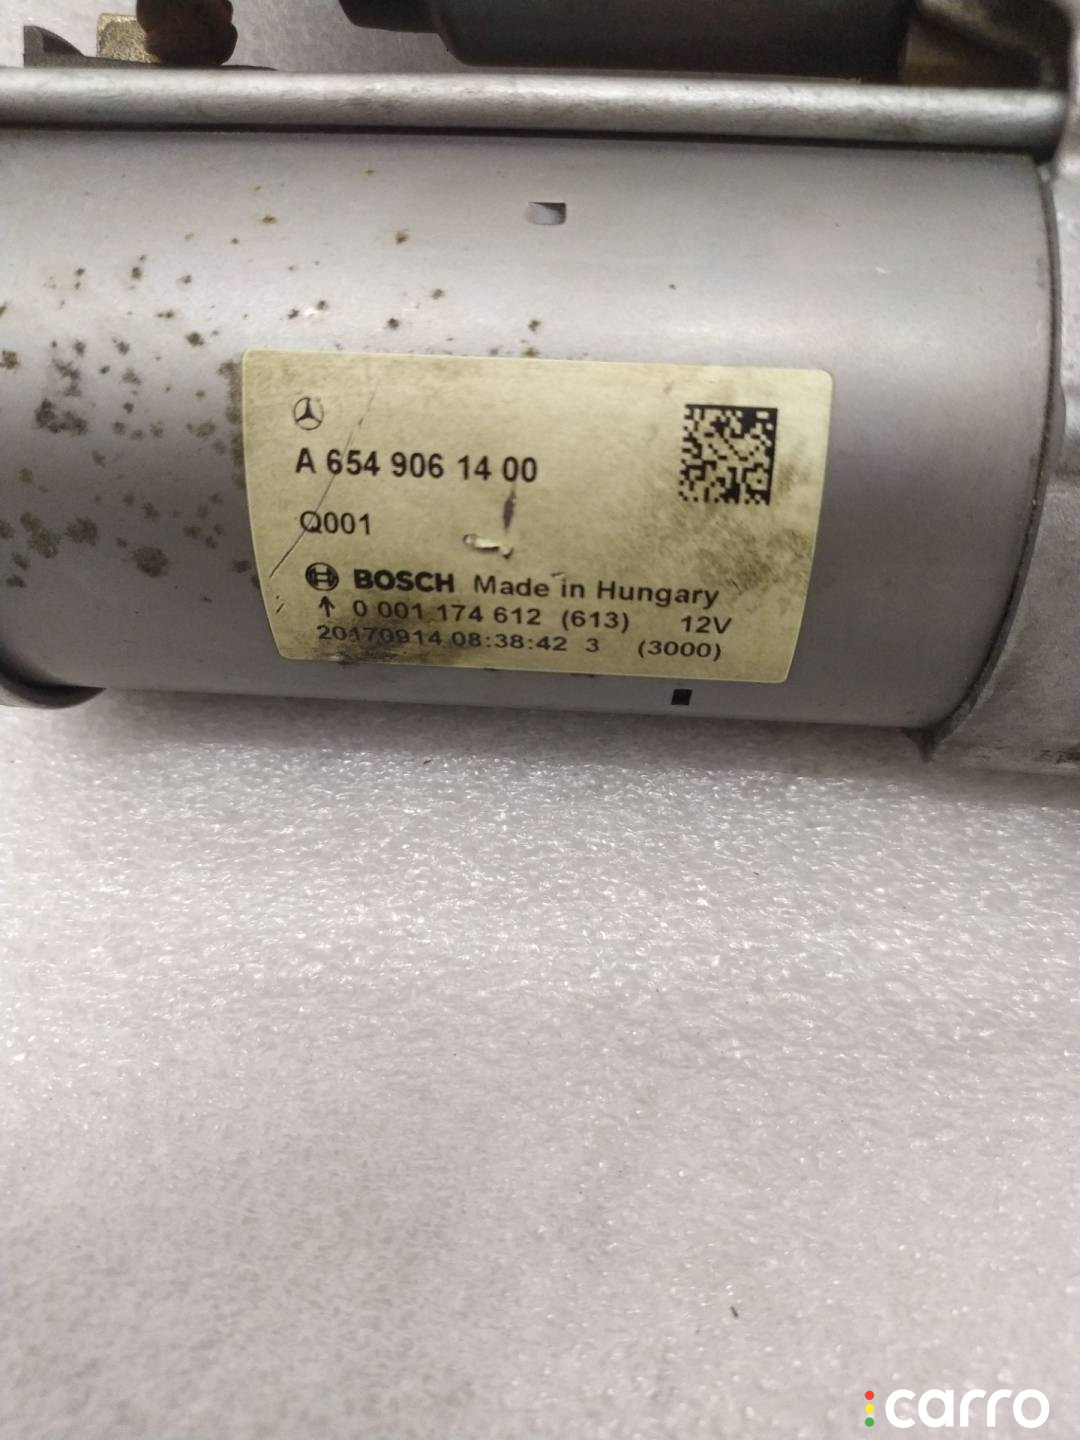 A 654 906 14 00
Q001
BOSCH Made in Hungary
↑ 0 001 174 612 (613) 12V
20170914 08:38:42 3 (3000)
carro